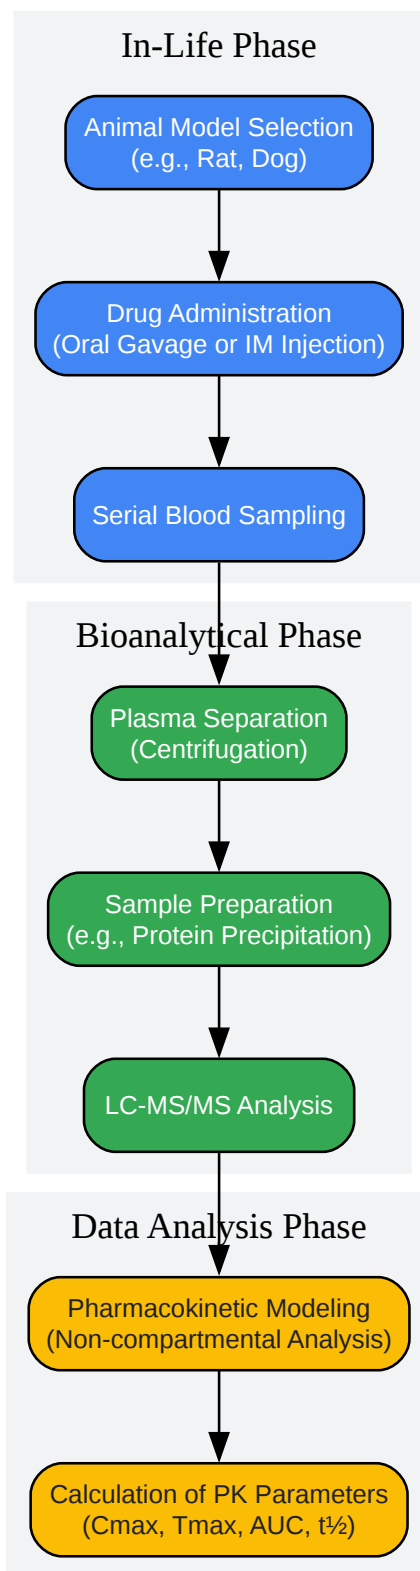 In-Life Phase
Animal Model Selection
(e.g., Rat, Dog)
Drug Administration
(Oral Gavage or IM Injection)
Serial Blood Sampling
Bioanalytical Phase
Plasma Separation
(Centrifugation)
Sample Preparation
(e.g., Protein Precipitation)
LC-MS/MS Analysis
Data Analysis Phase
Pharmacokinetic Modeling
(Non-compartmental Analysis)
Calculation of PK Parameters
(Cmax, Tmax, AUC, t½)